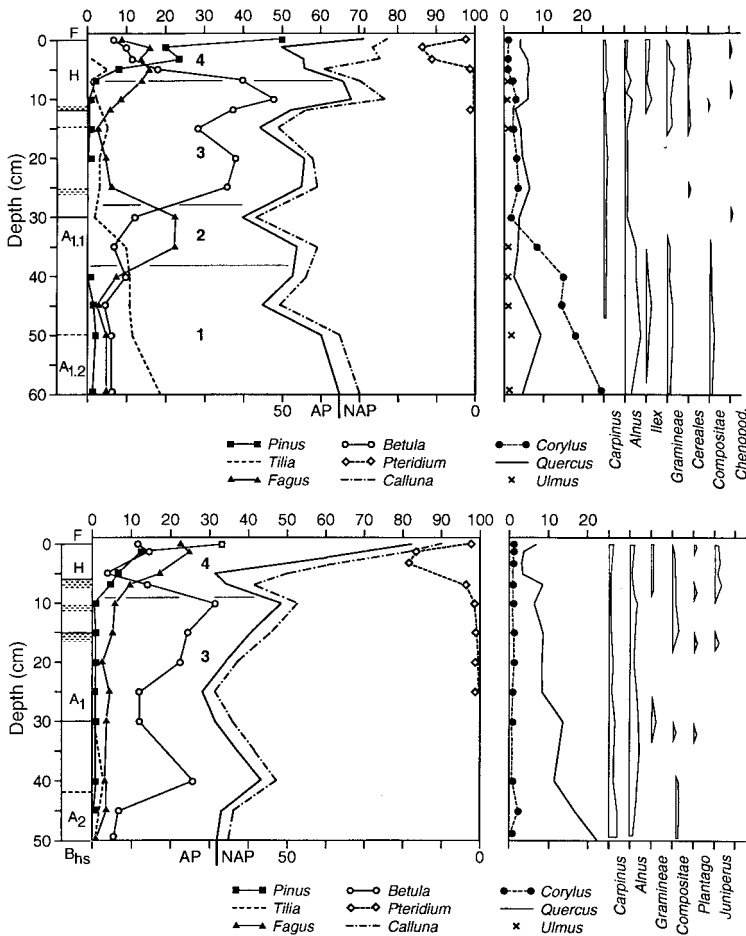 F 0 10 20 30 40 50 60 70 80 90 100 0 10 20
0
10
20
30
40
50
60
Depth (cm)
H
A1.1
A1.2
4
3
2
1
50 AP NAP 0
Pinus Betula Corylus
Tilia Pteridium Quercus
Fagus Calluna Ulmus
Carpinus
Alnus
Ilex
Gramineae
Cereales
Compositae
Chenopod.
F 0 10 20 30 40 50 60 70 80 90 100 0 10 20
0
10
20
30
40
50
Depth (cm)
H
A1
A2
Bhs
4
3
AP NAP 50 0
Pinus Betula Corylus
Tilia Pteridium Quercus
Fagus Calluna Ulmus
Carpinus
Alnus
Gramineae
Compositae
Plantago
Juniperus